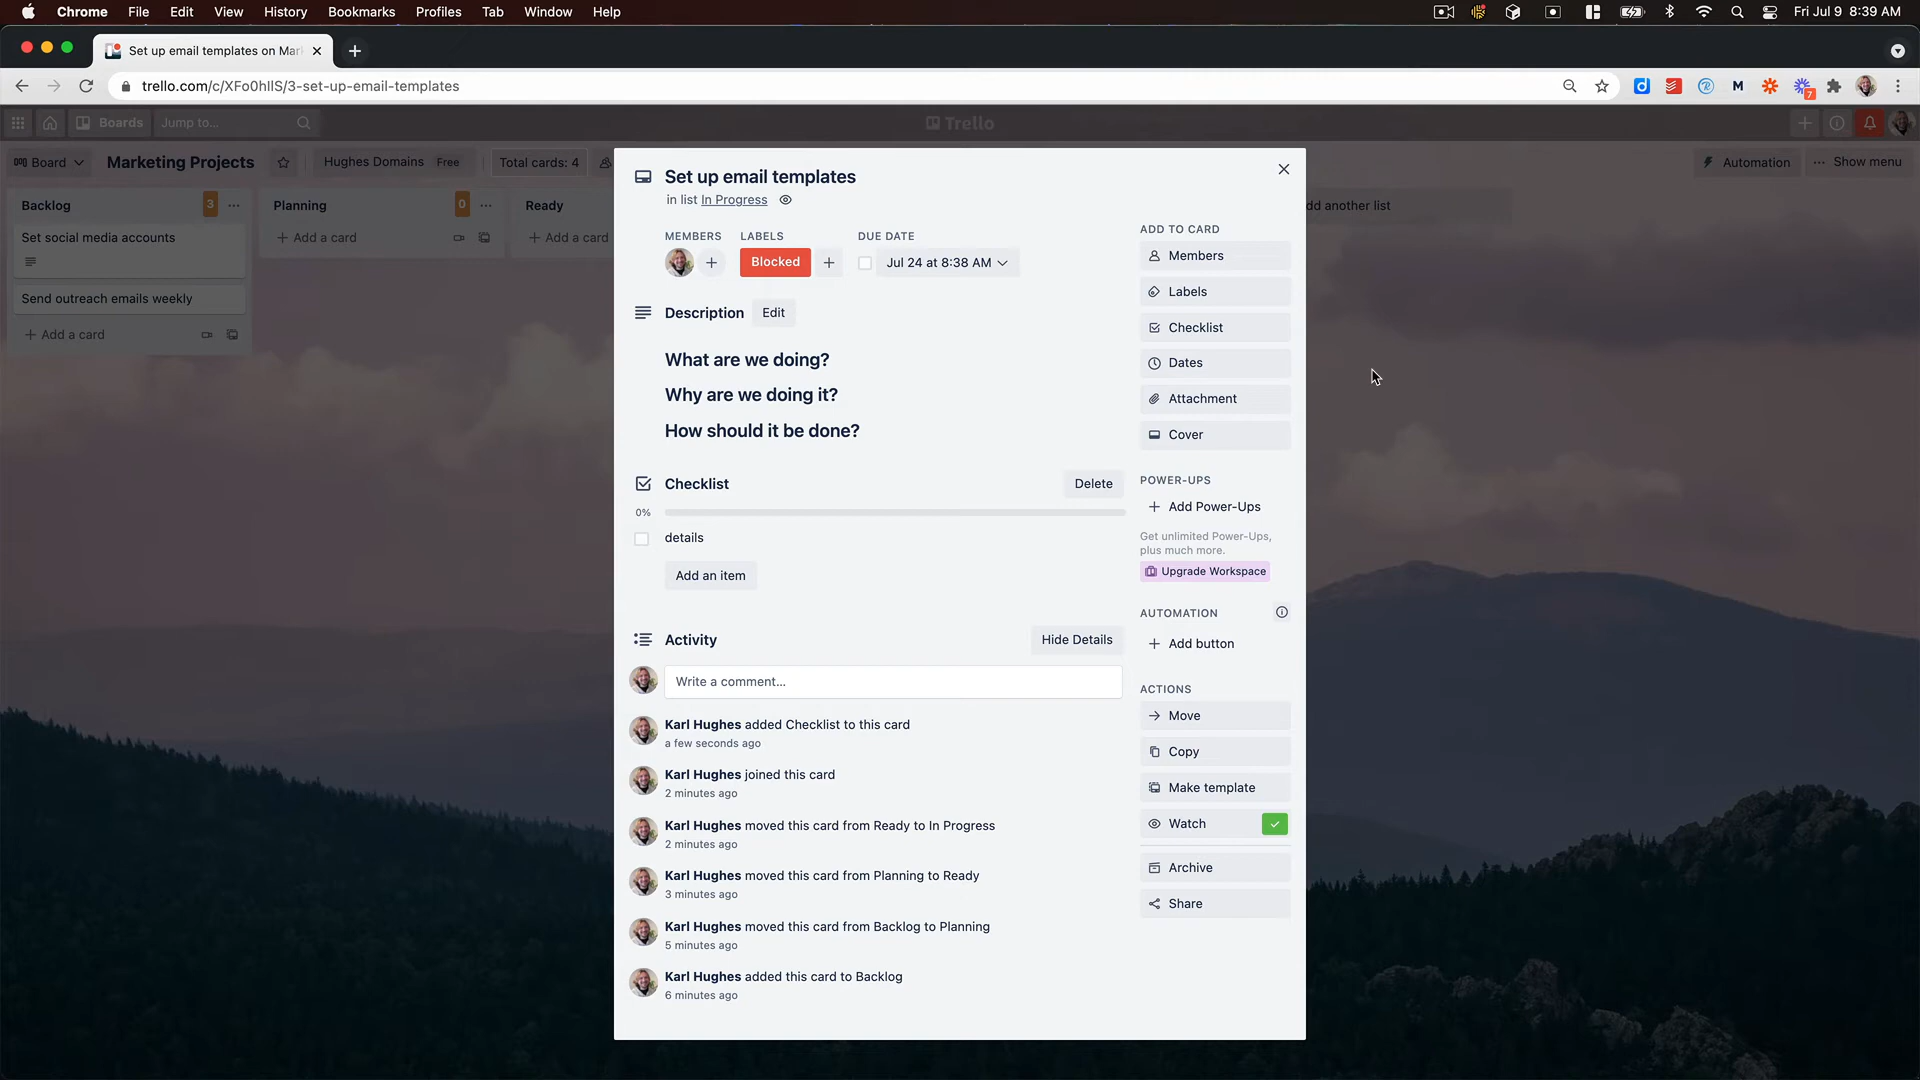 Chrome File Edit View History Bookmarks Profiles Tab Window Help Fri Jul 9 8:39 AM
Set up email templates on Mar
trello.com/c/XFo0hIlS/3-set-up-email-templates
7
Boards Jump to... Trello
Board Marketing Projects Hughes Domains Free Total cards: 4 Automation Show menu
Backlog 3
Set social media accounts
Send outreach emails weekly
Add a card
Planning 0
Add a card
Ready
Add a card
dd another list
Set up email templates
in list In Progress
MEMBERS LABELS DUE DATE
Blocked Jul 24 at 8:38 AM
Description Edit
What are we doing?
Why are we doing it?
How should it be done?
Checklist Delete
0%
details
Add an item
Activity Hide Details
Write a comment...
Karl Hughes added Checklist to this card
a few seconds ago
Karl Hughes joined this card
2 minutes ago
Karl Hughes moved this card from Ready to In Progress
2 minutes ago
Karl Hughes moved this card from Planning to Ready
3 minutes ago
Karl Hughes moved this card from Backlog to Planning
5 minutes ago
Karl Hughes added this card to Backlog
6 minutes ago
ADD TO CARD
Members
Labels
Checklist
Dates
Attachment
Cover
POWER-UPS
Add Power-Ups
Get unlimited Power-Ups,
plus much more.
Upgrade Workspace
AUTOMATION
Add button
ACTIONS
Move
Copy
Make template
Watch
Archive
Share